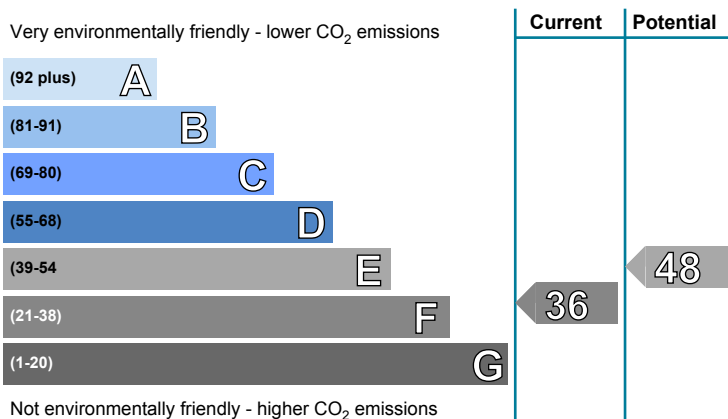 Current Potential
Very environmentally friendly - lower CO2 emissions
(92 plus) A
(81-91) B
(69-80) C
(55-68) D
(39-54 E
48
(21-38) F
36
(1-20) G
Not environmentally friendly - higher CO2 emissions